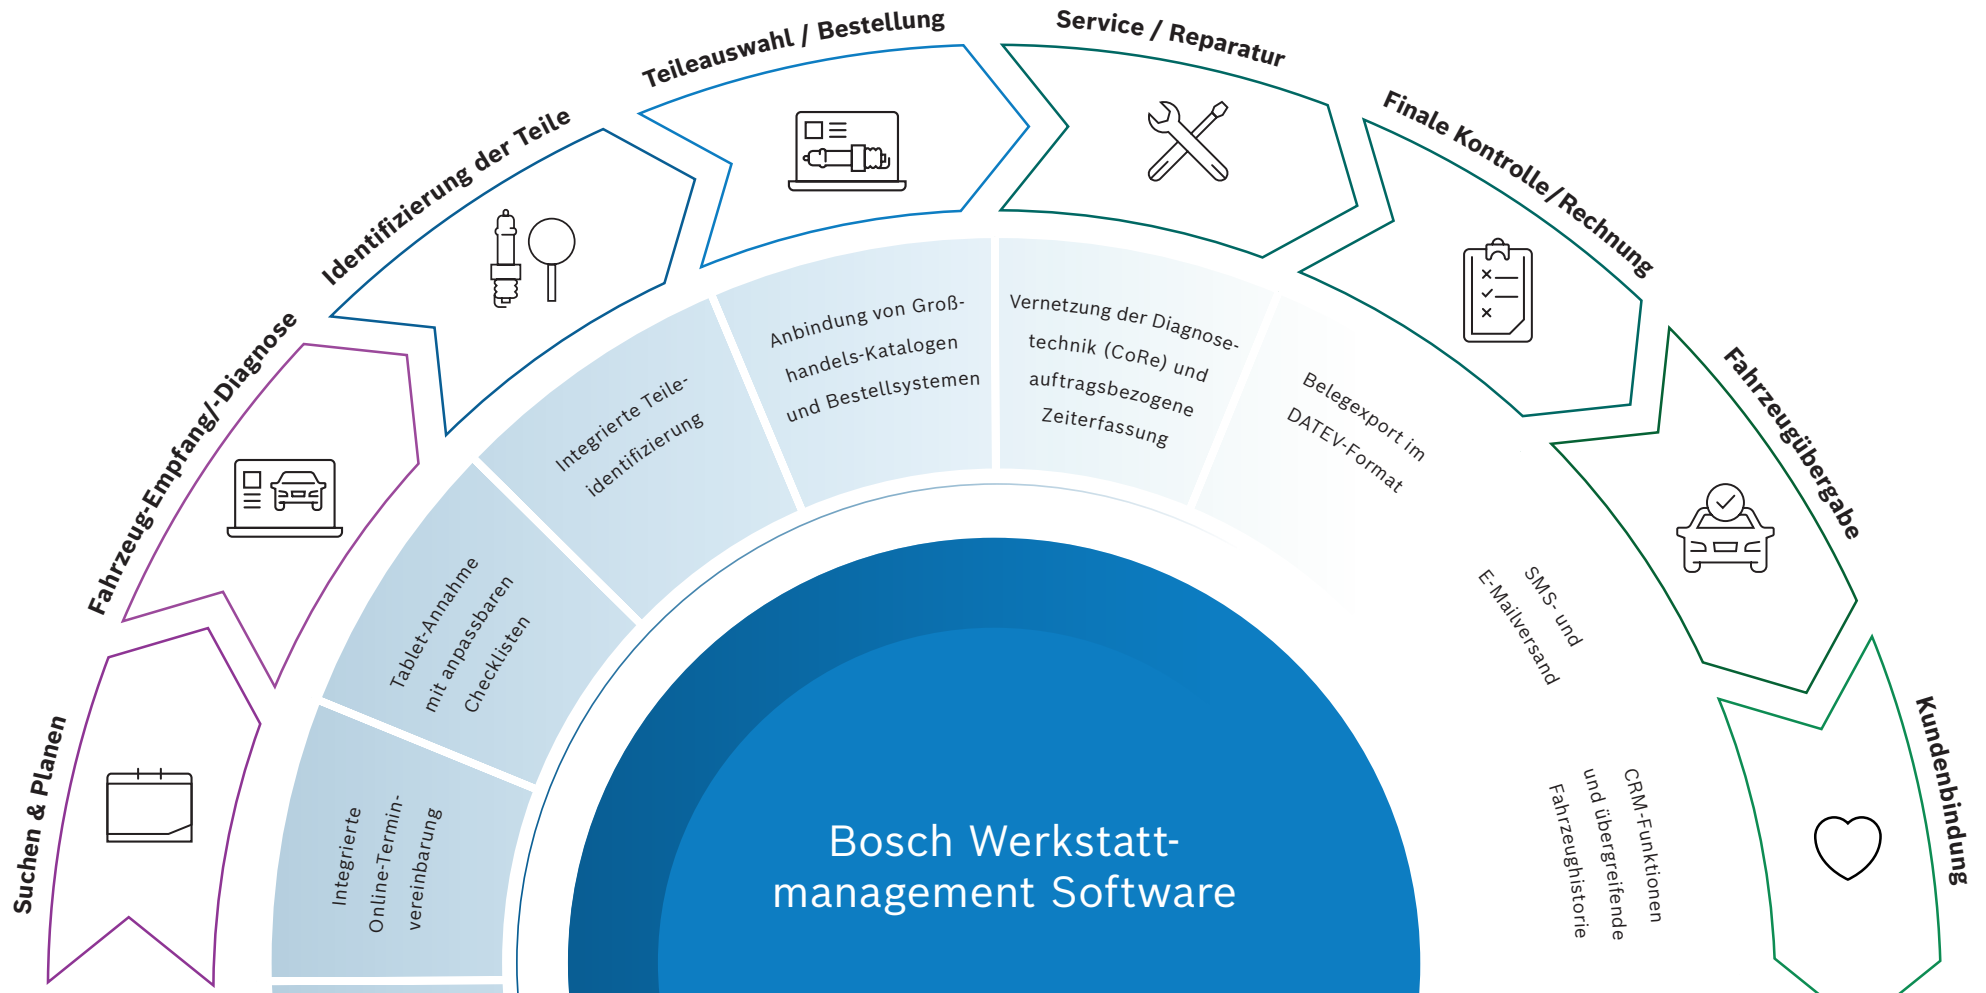 Suchen & Planen
Fahrzeug-Empfang/-Diagnose
Identifizierung der Teile
Teileauswahl / Bestellung
Service / Reparatur
Finale Kontrolle/Rechnung
Fahrzeugübergabe
Kundenbindung
Integrierte
Online-Termin-
vereinbarung
Tablet-Annahme
mit anpassbaren
Checklisten
Integrierte Teile-
identifizierung
Anbindung von Groß-
handels-Katalogen
und Bestellsystemen
Vernetzung der Diagnose-
technik (CoRe) und
auftragsbezogene
Zeiterfassung
Belegexport im
DATEV-Format
SMS- und
E-Mailversand
CRM-Funktionen
und übergreifende
Fahrzeughistorie
Bosch Werkstatt-
management Software